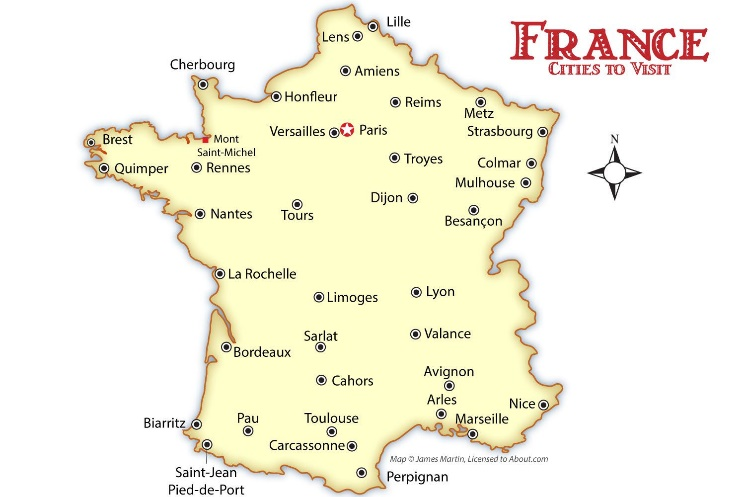 FRANCE
CITIES TO VISIT
Lille
Lens
Cherbourg
Amiens
Honfleur
Reims
Metz
Strasbourg
Versailles
Paris
Brest
Mont
Saint-Michel
N
Quimper
Rennes
Troyes
Colmar
Mulhouse
Dijon
Nantes
Tours
Besançon
La Rochelle
Limoges
Lyon
Sarlat
Valance
Bordeaux
Avignon
Cahors
Arles
Nice
Biarritz
Pau
Toulouse
Marseille
Carcassonne
Map © James Martin, Licensed to About.com
Saint-Jean
Pied-de-Port
Perpignan